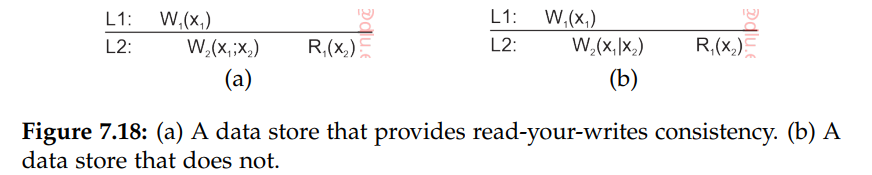 L1: W₁(x₁) L1: W₁(x₁)
L2: W₂(x₁;x₂) R₁(x₂) L2: W₂(x₁|x₂) R₁(x₂)
(a) (b)
Figure 7.18: (a) A data store that provides read-your-writes consistency. (b) A
data store that does not.